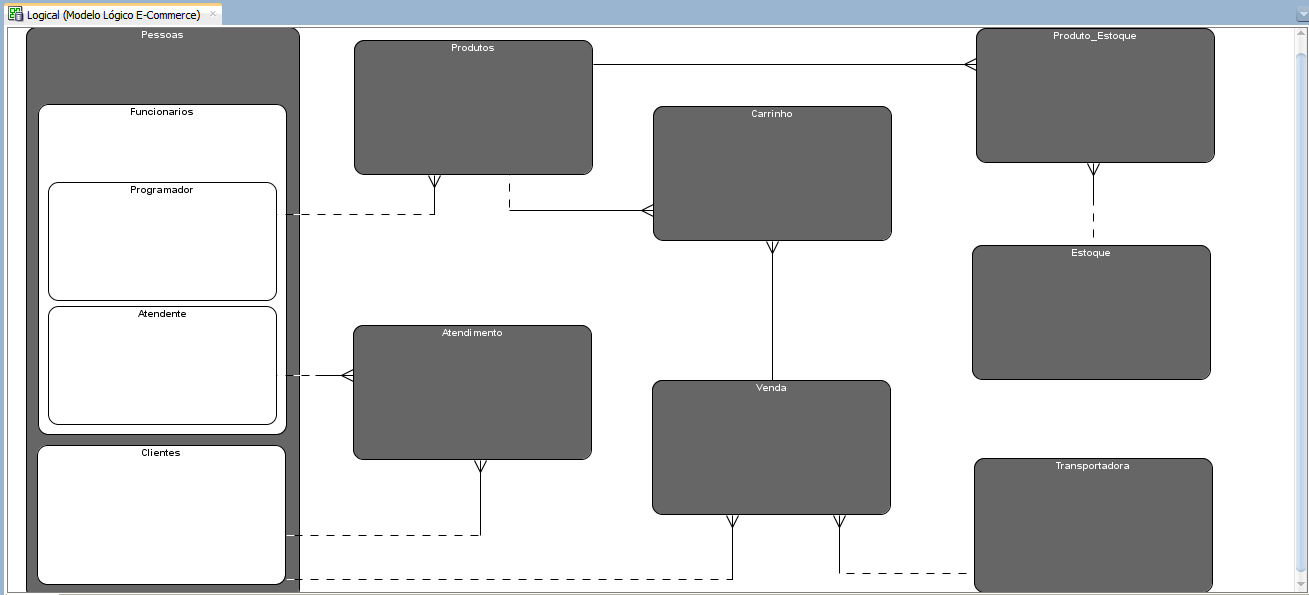 Logical (Modelo Lógico E-Commerce)
Pessoas
Funcionarios
Programador
Atendente
Clientes
Produtos
Atendimento
Carrinho
Venda
Produto_Estoque
Estoque
Transportadora